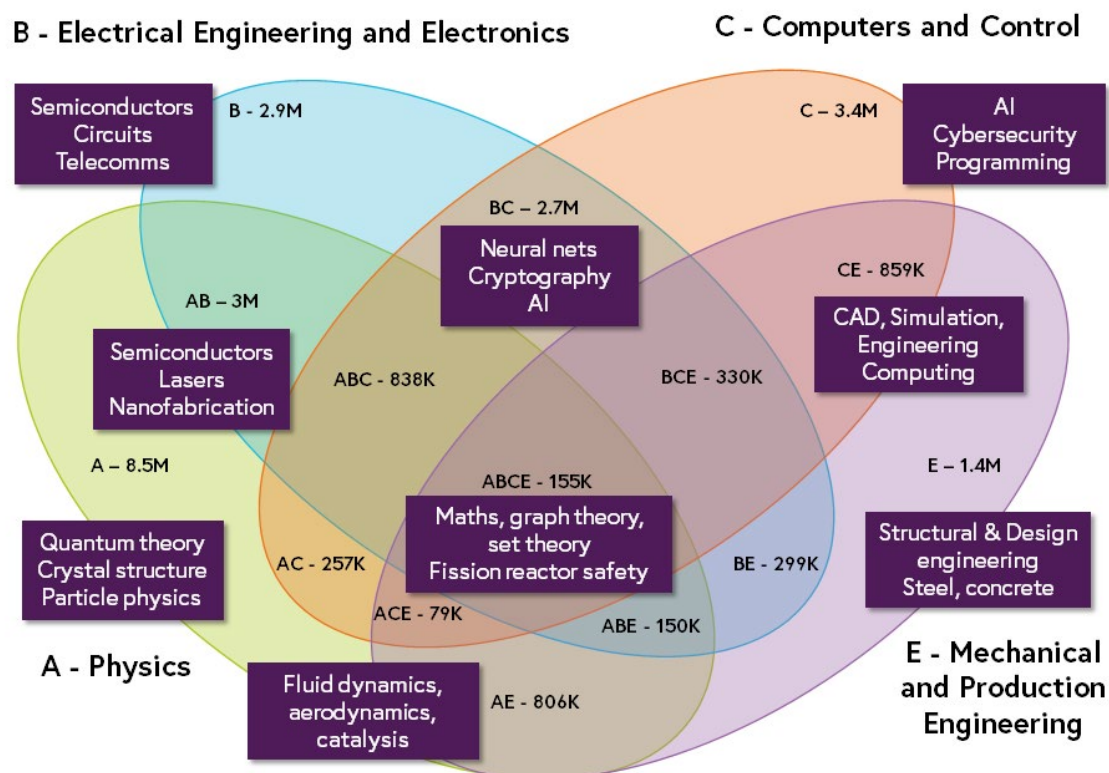 B - Electrical Engineering and Electronics
C - Computers and Control
Semiconductors
Circuits
Telecomms
B - 2.9M
C – 3.4M
AI
Cybersecurity
Programming
BC – 2.7M
Neural nets
Cryptography
AI
CE - 859K
CAD, Simulation,
Engineering
Computing
AB – 3M
Semiconductors
Lasers
Nanofabrication
ABC - 838K
BCE - 330K
A – 8.5M
E – 1.4M
ABCE - 155K
Maths, graph theory,
set theory
Fission reactor safety
Quantum theory
Crystal structure
Particle physics
Structural & Design
engineering
Steel, concrete
AC - 257K
BE - 299K
ACE - 79K
ABE - 150K
A - Physics
E - Mechanical
and Production
Engineering
Fluid dynamics,
aerodynamics,
catalysis
AE - 806K